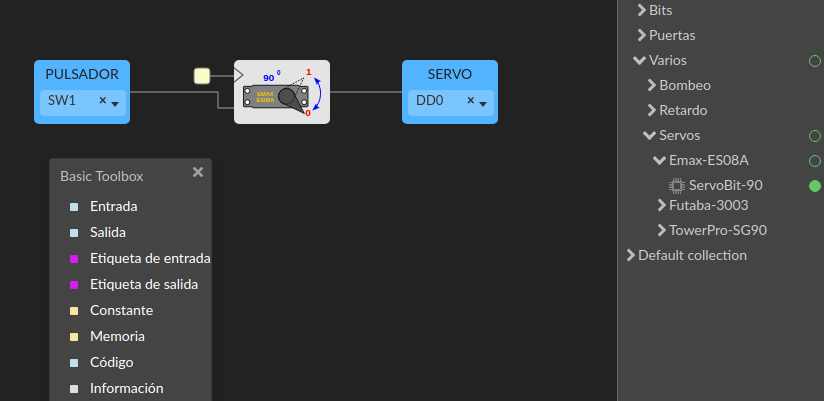 PULSADOR
SW1 ×
90 0
1
EMAX
ES08A
0
SERVO
DD0 ×
Basic Toolbox ×
Entrada
Salida
Etiqueta de entrada
Etiqueta de salida
Constante
Memoria
Código
Información
Bits
Puertas
Varios
Bombeo
Retardo
Servos
Emax-ES08A
ServoBit-90
Futaba-3003
TowerPro-SG90
Default collection